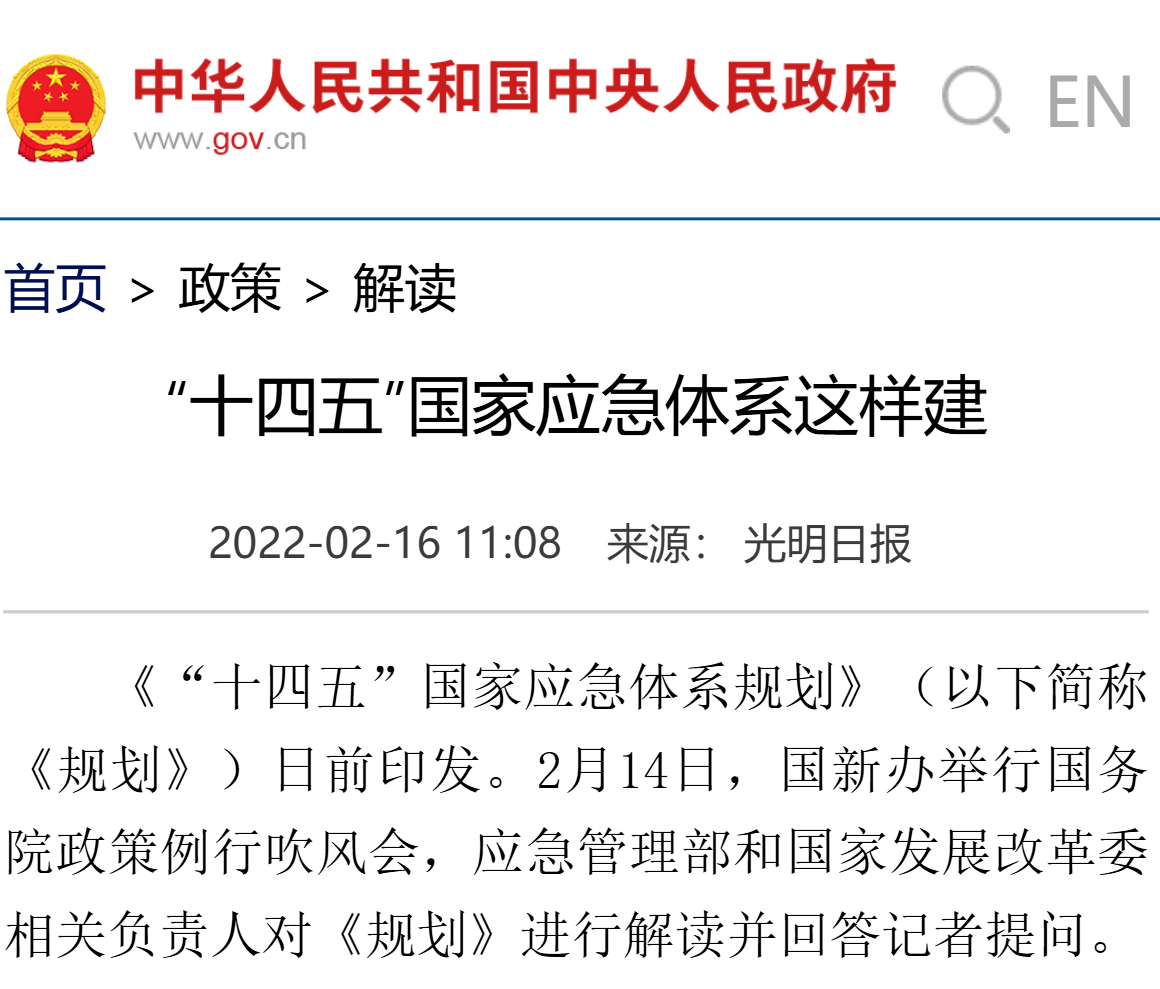 中华人民共和国中央人民政府
www.gov.cn
EN
首页 > 政策 > 解读
“十四五”国家应急体系这样建
2022-02-16 11:08 来源： 光明日报
《“十四五”国家应急体系规划》（以下简称
《规划》）日前印发。2月14日，国新办举行国务
院政策例行吹风会，应急管理部和国家发展改革委
相关负责人对《规划》进行解读并回答记者提问。